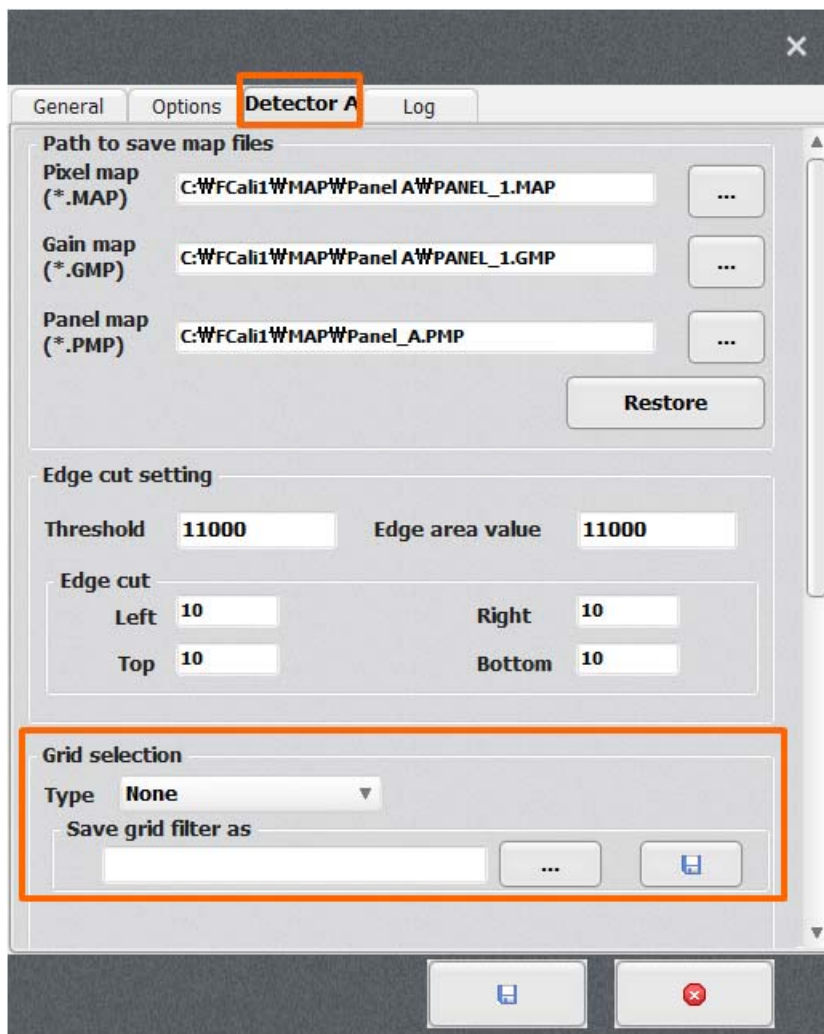 General Options Detector A Log
Path to save map files
Pixel map
(*.MAP)
C:₩FCali1₩MAP₩Panel A₩PANEL_1.MAP
...
Gain map
(*.GMP)
C:₩FCali1₩MAP₩Panel A₩PANEL_1.GMP
...
Panel map
(*.PMP)
C:₩FCali1₩MAP₩Panel_A.PMP
...
Restore
Edge cut setting
Threshold 11000 Edge area value 11000
Edge cut
Left 10 Right 10
Top 10 Bottom 10
Grid selection
Type None
Save grid filter as
...